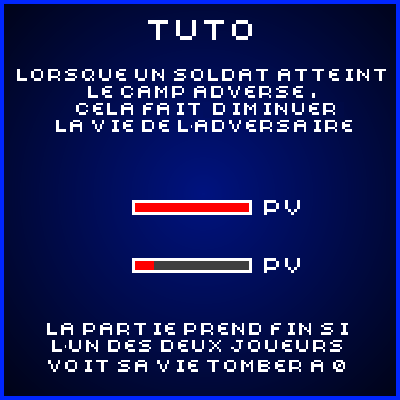 TUTO
LORSQUE UN SOLDAT ATTEINT
LE CAMP ADVERSE,
CELA FAIT DIMINUER
LA VIE DE L'ADVERSAIRE
PV
PV
LA PARTIE PREND FIN SI
L'UN DES DEUX JOUEURS
VOIT SA VIE TOMBER A 0